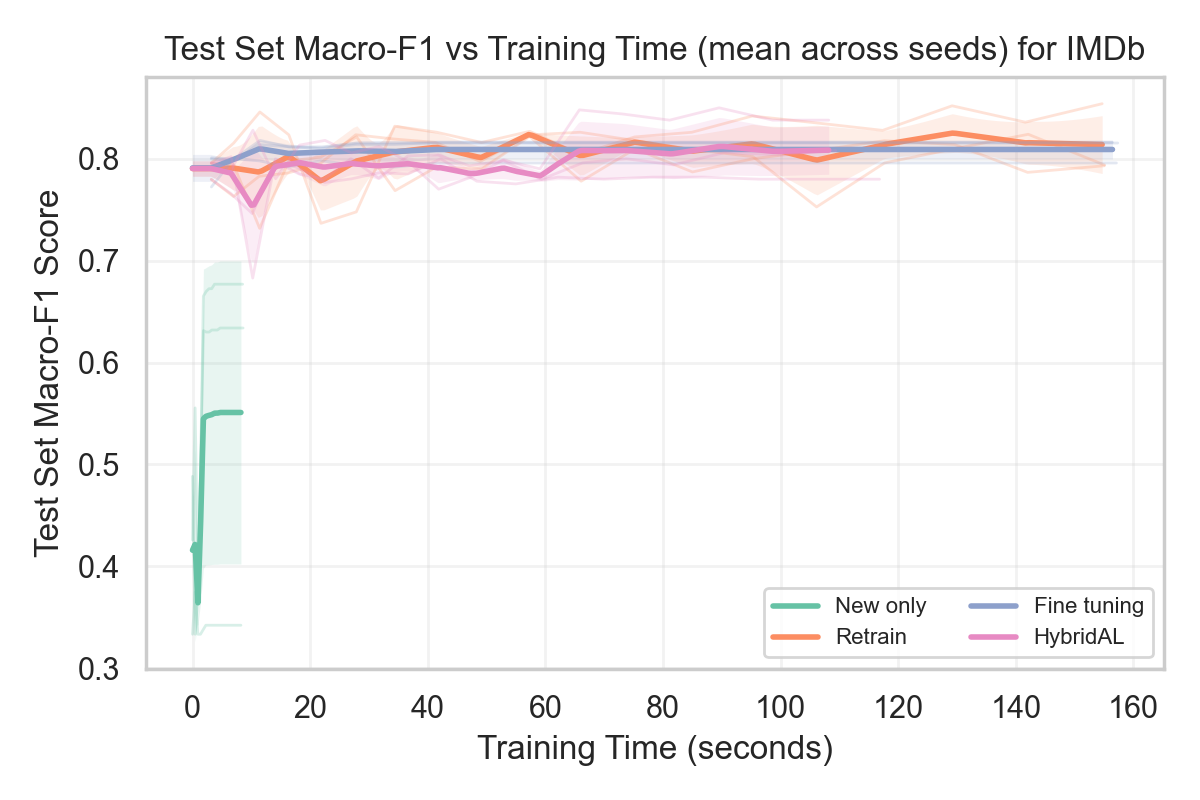 Test Set Macro-F1 vs Training Time (mean across seeds) for IMDb
Test Set Macro-F1 Score
0.8
0.7
0.6
0.5
0.4
0.3
0 20 40 60 80 100 120 140 160
Training Time (seconds)
New only Fine tuning
Retrain HybridAL